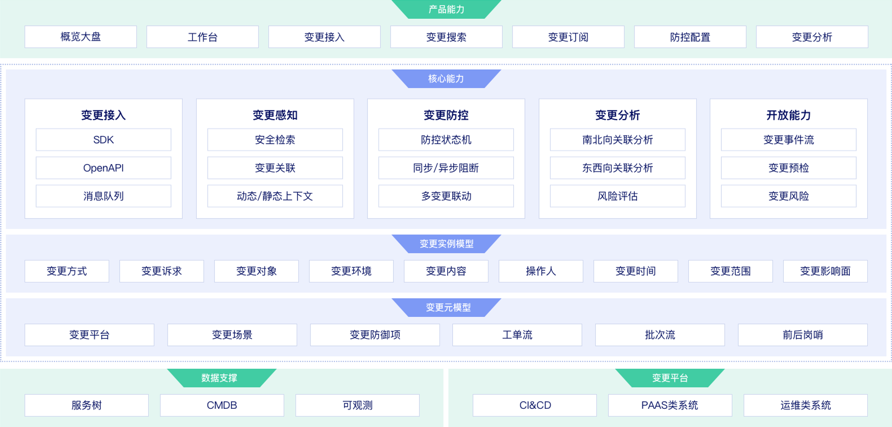 产品能力
概览大盘
工作台
变更接入
变更搜索
变更订阅
防控配置
变更分析
核心能力
变更接入
SDK
OpenAPI
消息队列
变更感知
安全检索
变更关联
动态/静态上下文
变更防控
防控状态机
同步/异步阻断
多变更联动
变更分析
南北向关联分析
东西向关联分析
风险评估
开放能力
变更事件流
变更预检
变更风险
变更实例模型
变更方式
变更诉求
变更对象
变更环境
变更内容
操作人
变更时间
变更范围
变更影响面
变更元模型
变更平台
变更场景
变更防御项
工单流
批次流
前后岗哨
数据支撑
服务树
CMDB
可观测
变更平台
CI&CD
PAAS类系统
运维类系统